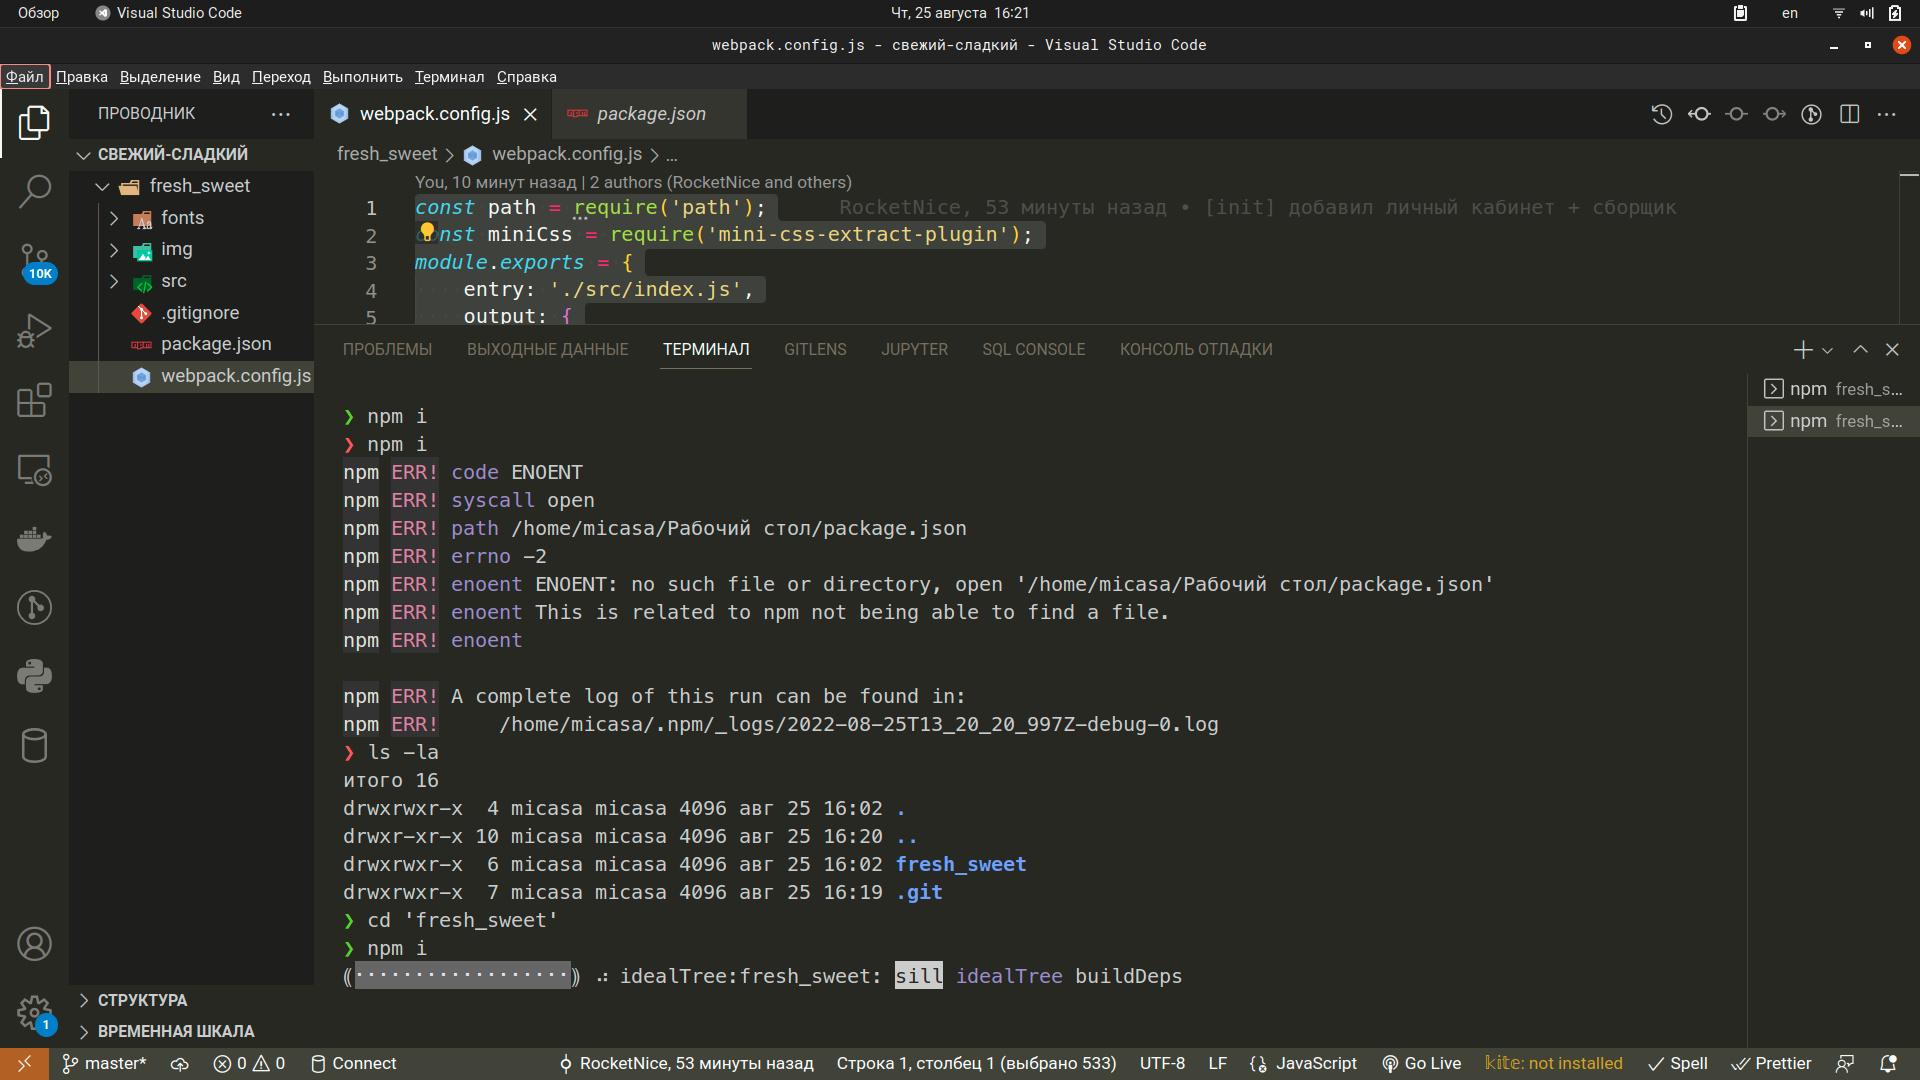 Обзор Visual Studio Code Чт, 25 августа 16:21 en
webpack.config.js - свежий-сладкий - Visual Studio Code
Файл Правка Выделение Вид Переход Выполнить Терминал Справка
ПРОВОДНИК ... webpack.config.js package.json
СВЕЖИЙ-СЛАДКИЙ
fresh_sweet > webpack.config.js > ...
fresh_sweet
fonts
img
src
.gitignore
package.json
webpack.config.js
You, 10 минут назад | 2 authors (RocketNice and others)
1 const path = require('path'); RocketNice, 53 минуты назад • [init] добавил личный кабинет + сборщик
2 const miniCss = require('mini-css-extract-plugin');
3 module.exports = {
4 entry: './src/index.js',
5 output: {
10K
ПРОБЛЕМЫ ВЫХОДНЫЕ ДАННЫЕ ТЕРМИНАЛ GITLENS JUPYTER SQL CONSOLE КОНСОЛЬ ОТЛАДКИ
npm fresh_s...
npm fresh_s...
❯ npm i
❯ npm i
npm ERR! code ENOENT
npm ERR! syscall open
npm ERR! path /home/micasa/Рабочий стол/package.json
npm ERR! errno -2
npm ERR! enoent ENOENT: no such file or directory, open '/home/micasa/Рабочий стол/package.json'
npm ERR! enoent This is related to npm not being able to find a file.
npm ERR! enoent
npm ERR! A complete log of this run can be found in:
npm ERR!     /home/micasa/.npm/_logs/2022-08-25T13_20_20_997Z-debug-0.log
❯ ls -la
итого 16
drwxrwxr-x  4 micasa micasa 4096 авг 25 16:02 .
drwxr-xr-x 10 micasa micasa 4096 авг 25 16:20 ..
drwxrwxr-x  6 micasa micasa 4096 авг 25 16:02 fresh_sweet
drwxrwxr-x  7 micasa micasa 4096 авг 25 16:19 .git
❯ cd 'fresh_sweet'
❯ npm i
(··················) ⠴ idealTree:fresh_sweet: sill idealTree buildDeps
СТРУКТУРА
ВРЕМЕННАЯ ШКАЛА
1
master* 0 0 Connect RocketNice, 53 минуты назад Строка 1, столбец 1 (выбрано 533) UTF-8 LF {} JavaScript Go Live kite: not installed Spell Prettier